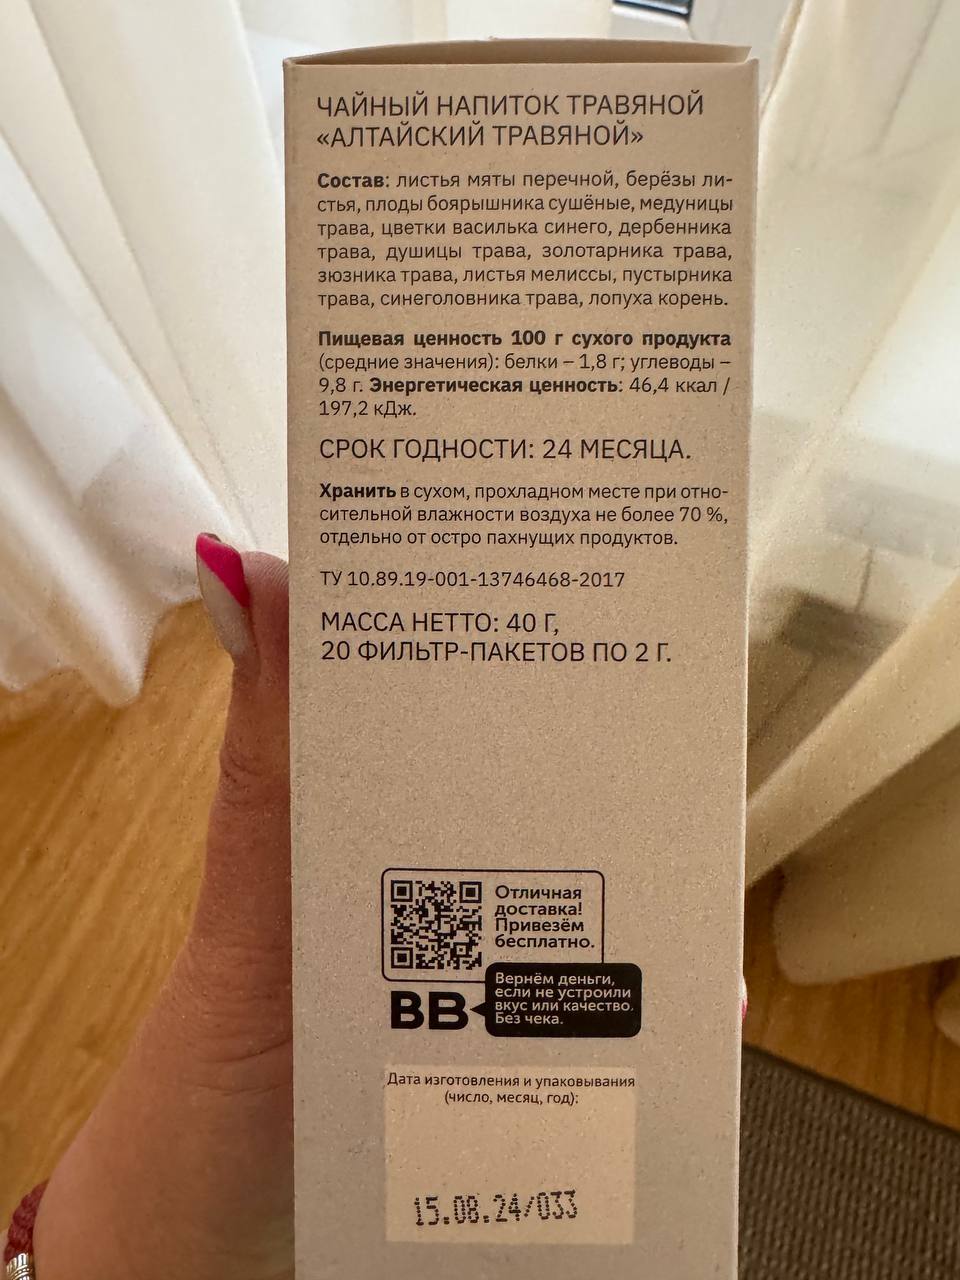 ЧАЙНЫЙ НАПИТОК ТРАВЯНОЙ
«АЛТАЙСКИЙ ТРАВЯНОЙ»
Состав: листья мяты перечной, берёзы ли-
стья, плоды боярышника сушёные, медуницы
трава, цветки василька синего, дербенника
трава, душицы трава, золотарника трава,
зюзника трава, листья мелиссы, пустырника
трава, синеголовника трава, лопуха корень.
Пищевая ценность 100 г сухого продукта
(средние значения): белки – 1,8 г; углеводы –
9,8 г. Энергетическая ценность: 46,4 ккал /
197,2 кДж.
СРОК ГОДНОСТИ: 24 МЕСЯЦА.
Хранить в сухом, прохладном месте при отно-
сительной влажности воздуха не более 70 %,
отдельно от остро пахнущих продуктов.
ТУ 10.89.19-001-13746468-2017
МАССА НЕТТО: 40 Г,
20 ФИЛЬТР-ПАКЕТОВ ПО 2 Г.
Отличная
доставка!
Привезём
бесплатно.
ВВ
Вернём деньги,
если не устроили
вкус или качество.
Без чека.
Дата изготовления и упаковывания
(число, месяц, год):
15.08.24/033